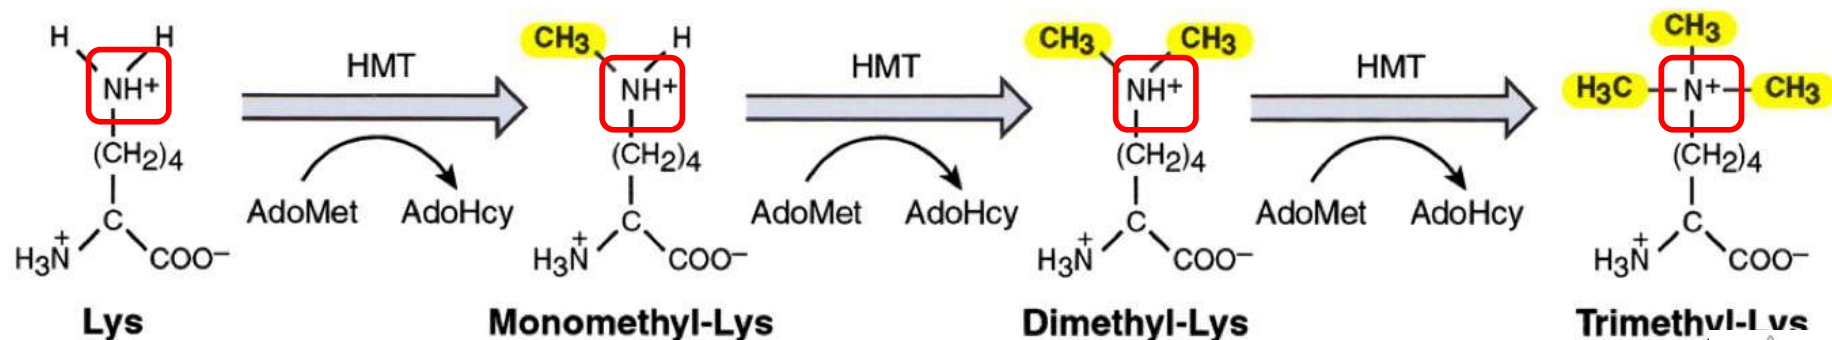 H H
NH+
(CH2)4
C
H3N+ COO–
Lys
HMT
AdoMet AdoHcy
CH3 H
NH+
(CH2)4
C
H3N+ COO–
Monomethyl-Lys
HMT
AdoMet AdoHcy
CH3 CH3
NH+
(CH2)4
C
H3N+ COO–
Dimethyl-Lys
HMT
AdoMet AdoHcy
CH3
H3C N+ CH3
(CH2)4
C
H3N+ COO–
Trimethyl-Lys